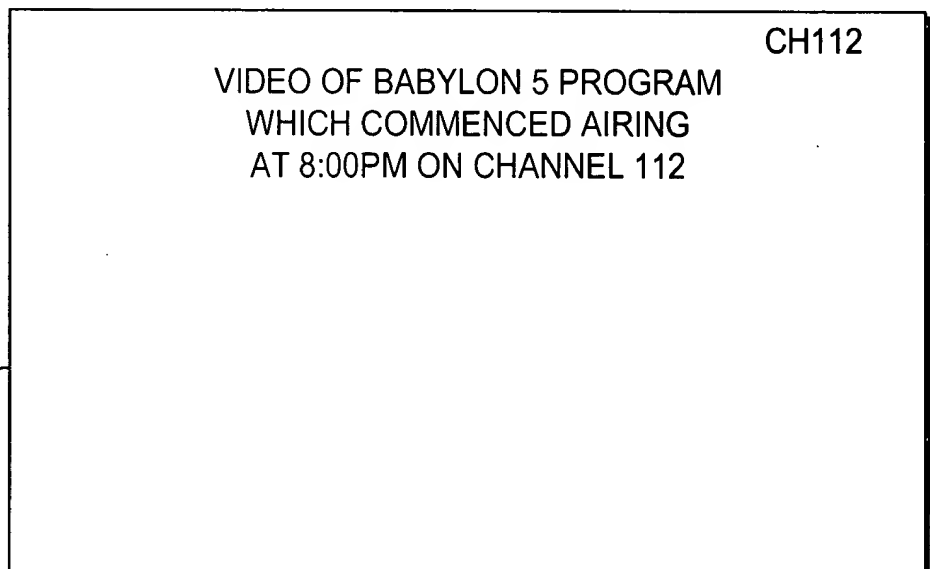 CH112
VIDEO OF BABYLON 5 PROGRAM
WHICH COMMENCED AIRING
AT 8:00PM ON CHANNEL 112